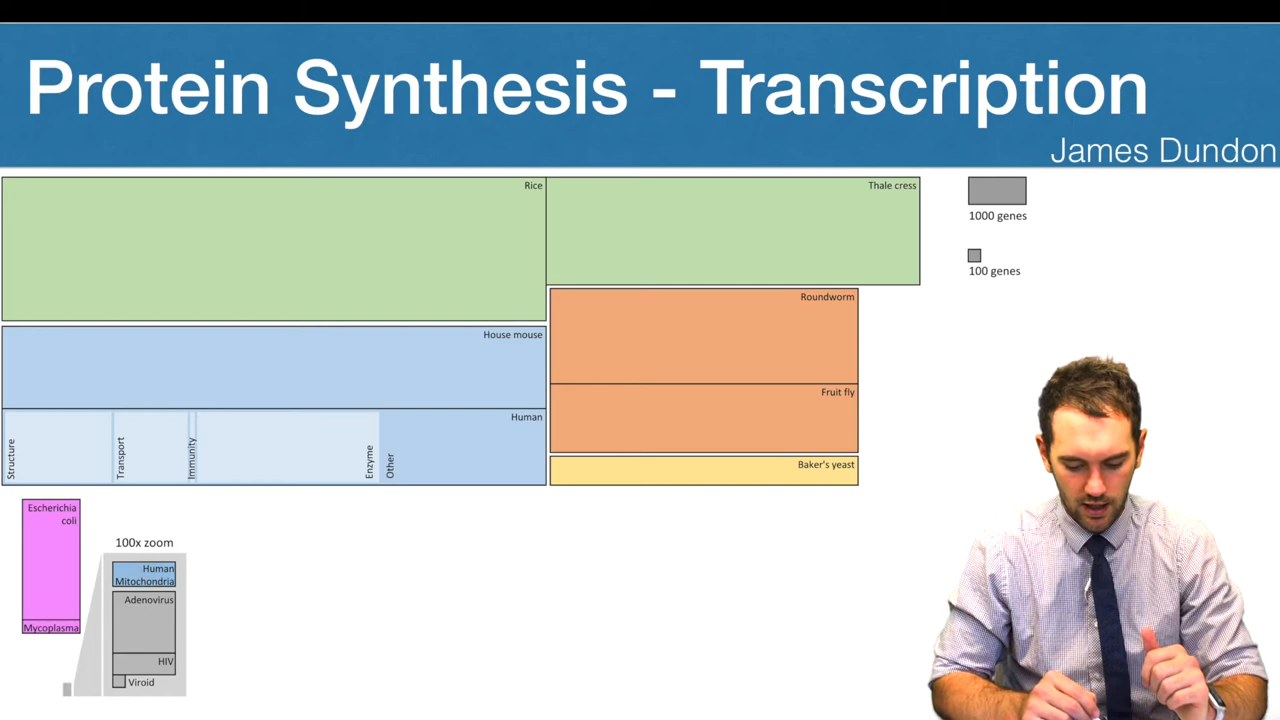 Protein Synthesis - Transcription
James Dundon
Rice
Thale cress
1000 genes
100 genes
Roundworm
House mouse
Fruit fly
Human
Structure
Transport
Immunity
Enzyme
Other
Baker's yeast
Escherichia
coli
Mycoplasma
100x zoom
Human
Mitochondria
Adenovirus
HIV
Viroid